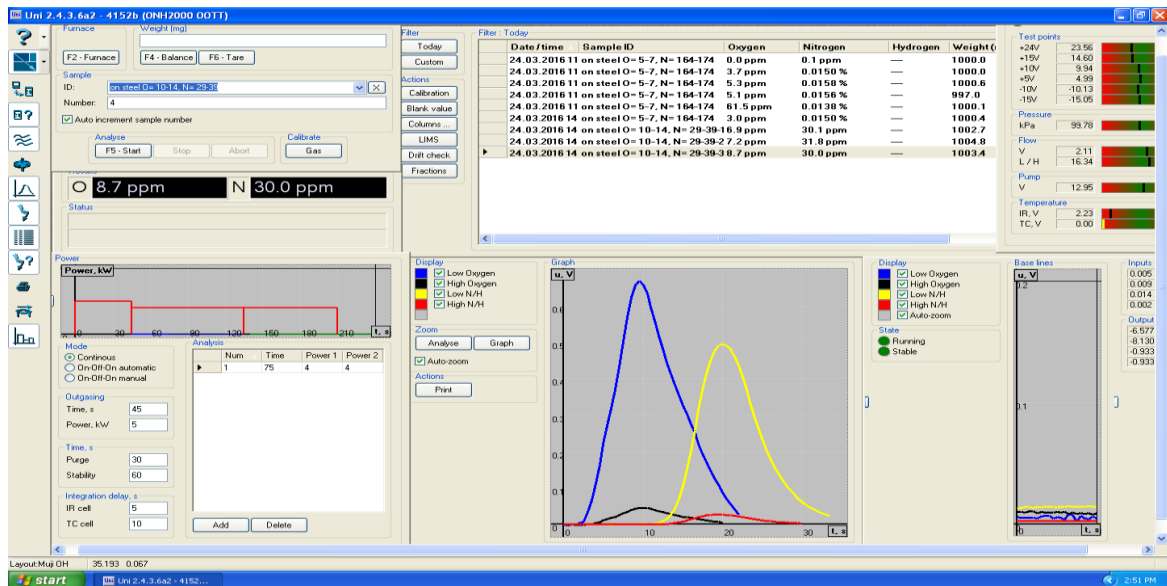 Uni 2.4.3.6a2 - 4152b (ONH2000 OOTT)
Furnace
Weight (mg)
F2 - Furnace
F4 - Balance
F6 - Tare
Sample
ID:
on steel O= 10-14, N= 29-39
Number:
4
Auto increment sample number
Analyse
F5 - Start
Stop
Abort
Calibrate
Gas
O 8.7 ppm
N 30.0 ppm
Status
Filter
Today
Custom
Actions
Calibration
Blank value
Columns ...
LIMS
Drift check
Fractions
Filter : Today
Date/time Sample ID Oxygen Nitrogen Hydrogen Weight (
24.03.2016 11 on steel O= 5-7, N= 164-174 0.0 ppm 0.1 ppm — 1000.0
24.03.2016 11 on steel O= 5-7, N= 164-174 3.7 ppm 0.0150 % — 1000.0
24.03.2016 11 on steel O= 5-7, N= 164-174 5.3 ppm 0.0158 % — 1000.6
24.03.2016 11 on steel O= 5-7, N= 164-174 5.1 ppm 0.0156 % — 997.0
24.03.2016 11 on steel O= 5-7, N= 164-174 61.5 ppm 0.0138 % — 1000.1
24.03.2016 14 on steel O= 5-7, N= 164-174 3.0 ppm 0.0150 % — 1000.4
24.03.2016 14 on steel O= 10-14, N= 29-39-1 6.9 ppm 30.1 ppm — 1002.7
24.03.2016 14 on steel O= 10-14, N= 29-39-2 7.2 ppm 31.8 ppm — 1004.8
24.03.2016 14 on steel O= 10-14, N= 29-39-3 8.7 ppm 30.0 ppm — 1003.4
Test points
+24V 23.56
+15V 14.60
+10V 9.94
+5V 4.99
-10V -10.13
-15V -15.05
Pressure
kPa 99.78
Flow
V 2.11
L / H 16.34
Pump
V 12.95
Temperature
IR, V 2.23
TC, V 0.00
Power
Power, kW
0 30 60 90 120 150 180 210 t, s
Mode
Continous
On-Off-On automatic
On-Off-On manual
Outgasing
Time, s 45
Power, kW 5
Time, s
Purge 30
Stability 60
Integration delay, s
IR cell 5
TC cell 10
Analysis
Num Time Power 1 Power 2
1 75 4 4
Add
Delete
Display
Low Oxygen
High Oxygen
Low N/H
High N/H
Zoom
Analyse
Graph
Auto-zoom
Actions
Print
Graph
u, V
0.6
0.5
0.4
0.3
0.2
0.1
0
0 10 20 30 t, s
Display
Low Oxygen
High Oxygen
Low N/H
High N/H
Auto-zoom
State
Running
Stable
Base lines
u, V
0.2
0.1
t, s
Inputs
0.005
0.009
0.014
0.002
Output
-6.577
-8.130
-0.933
-0.933
Layout:Muji OH 35.193 0.067
start
Uni 2.4.3.6a2 - 4152...
2:51 PM